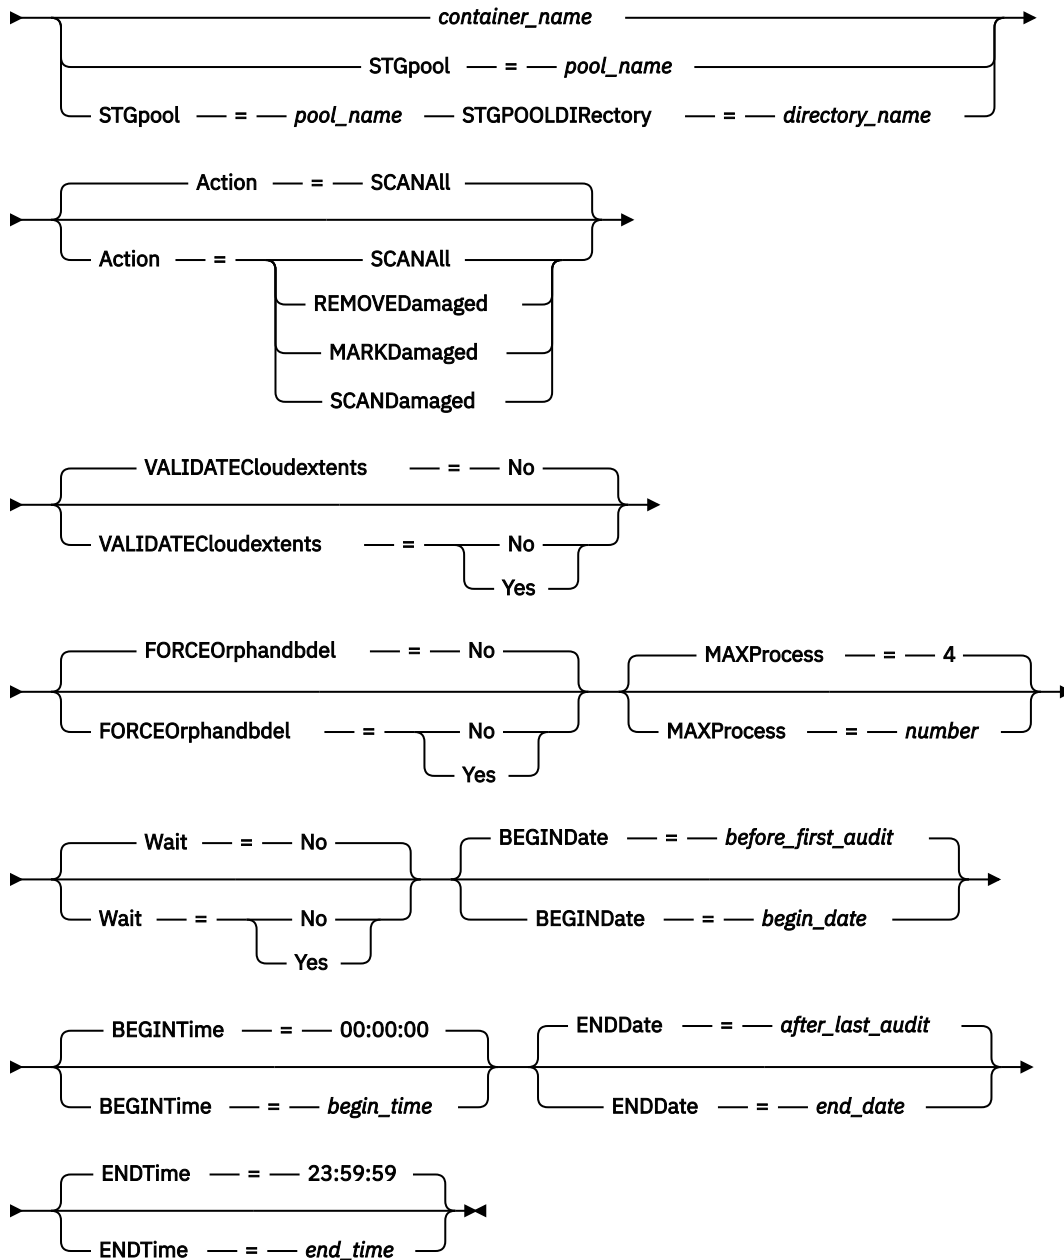 container_name
STGpool = pool_name
STGpool = pool_name STGPOOLDIRectory = directory_name
Action = SCANAll
Action = SCANAll
REMOVEDamaged
MARKDamaged
SCANDamaged
VALIDATECloudextents = No
VALIDATECloudextents = No
Yes
FORCEOrphandbdel = No MAXProcess = 4
FORCEOrphandbdel = No MAXProcess = number
Yes
Wait = No BEGINDate = before_first_audit
Wait = No BEGINDate = begin_date
Yes
BEGINTime = 00:00:00 ENDDate = after_last_audit
BEGINTime = begin_time ENDDate = end_date
ENDTime = 23:59:59
ENDTime = end_time